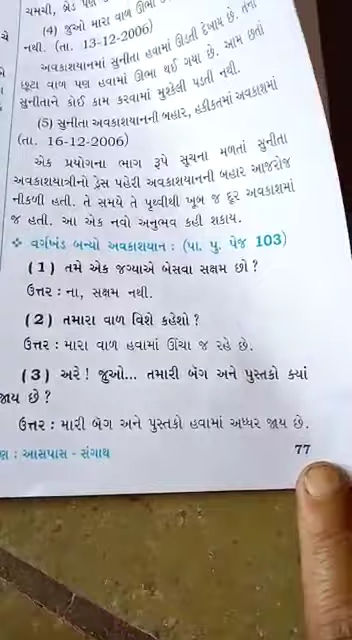 ચમચી, બ્રેડ પણ
(4) જુઓ મારા વાળ ઊભા
નથી. (તા. 13-12-2006)
અવકાશયાનમાં સુનીતા હવામાં ઊડતી દેખાય છે. તેના
છુટા વાળ પણ હવામાં ઊભા થઈ ગયા છે. આમ છતાં
સુનીતાને કોઈ કામ કરવામાં મુશ્કેલી પડતી નથી.
(5) સુનીતા અવકાશયાનની બહાર, હકીકતમાં અવકાશમાં
(તા. 16-12-2006)
એક પ્રયોગના ભાગ રૂપે સૂચના મળતાં સુનીતા
અવકાશયાત્રીનો ડ્રેસ પહેરી અવકાશયાનની બહાર આજરોજ
નીકળી હતી. તે સમયે તે પૃથ્વીથી ખૂબ જ દૂર અવકાશમાં
જ હતી. આ એક નવો અનુભવ કહી શકાય.
❖ વર્ગખંડ બન્યો અવકાશયાન : (પા. પુ. પેજ 103)
(1) તમે એક જગ્યાએ બેસવા સક્ષમ છો ?
ઉત્તર : ના, સક્ષમ નથી.
(2) તમારા વાળ વિશે કહેશો ?
ઉત્તર : મારા વાળ હવામાં ઊંચા જ રહે છે.
(3) અરે ! જુઓ... તમારી બૅગ અને પુસ્તકો ક્યાં
જાય છે ?
ઉત્તર : મારી બૅગ અને પુસ્તકો હવામાં અધ્ધર જાય છે.
ણ : આસપાસ - સંગાથ
77